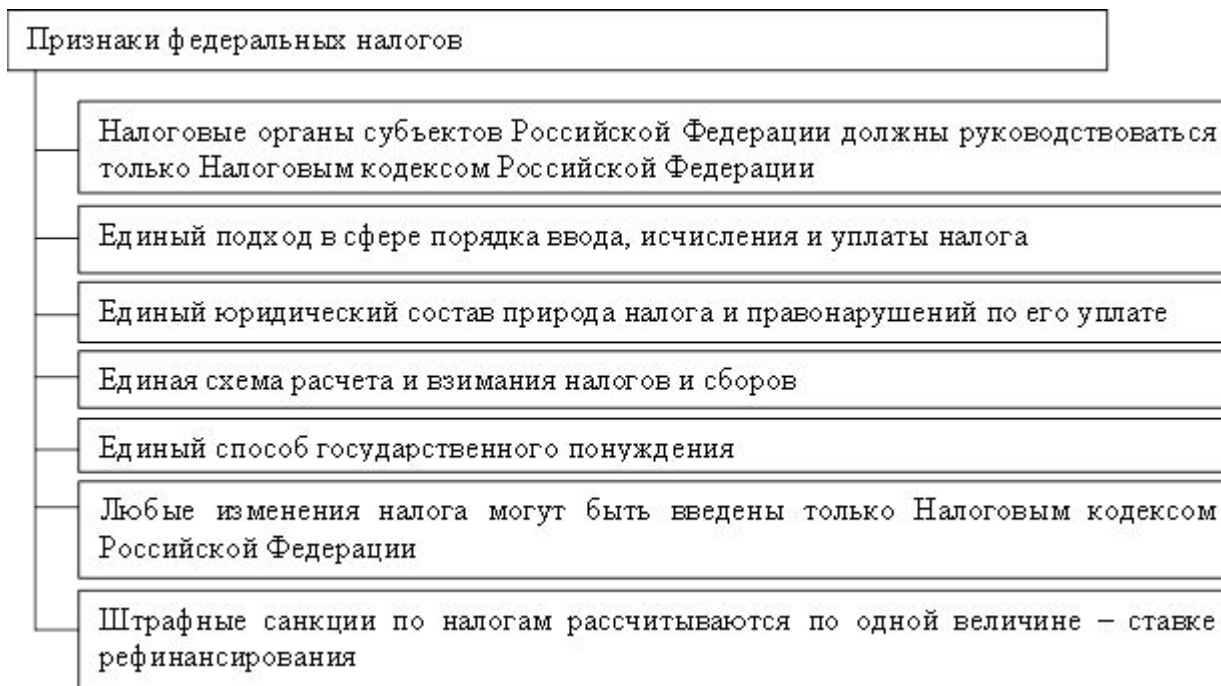 Признаки федеральных налогов
Налоговые органы субъектов Российской Федерации должны руководствоваться
только Налоговым кодексом Российской Федерации
Единый подход в сфере порядка ввода, исчисления и уплаты налога
Единый юридический состав природа налога и правонарушений по его уплате
Единая схема расчета и взимания налогов и сборов
Единый способ государственного понуждения
Любые изменения налога могут быть введены только Налоговым кодексом
Российской Федерации
Штрафные санкции по налогам рассчитываются по одной величине – ставке
рефинансирования